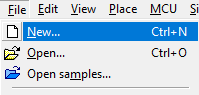 File Edit View Place MCU
New... Ctrl+N
Open... Ctrl+O
Open samples...